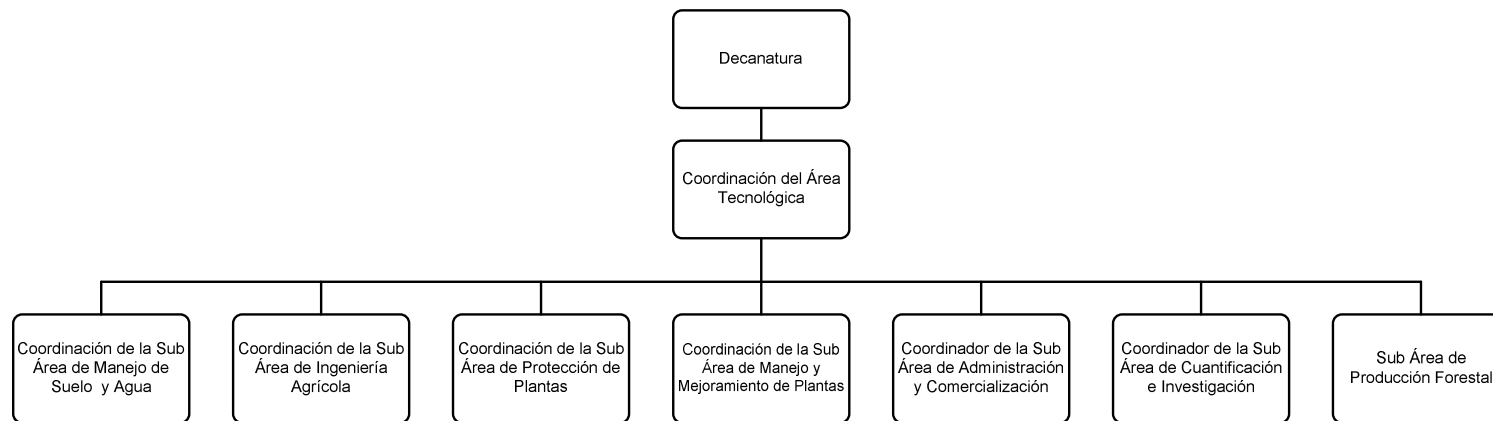 Decanatura
Coordinación del Área
Tecnológica
Coordinación de la Sub
Área de Manejo de
Suelo y Agua
Coordinación de la Sub
Área de Ingeniería
Agrícola
Coordinación de la Sub
Área de Protección de
Plantas
Coordinación de la Sub
Área de Manejo y
Mejoramiento de Plantas
Coordinador de la Sub
Área de Administración
y Comercialización
Coordinador de la Sub
Área de Cuantificación
e Investigación
Sub Área de
Producción Forestal